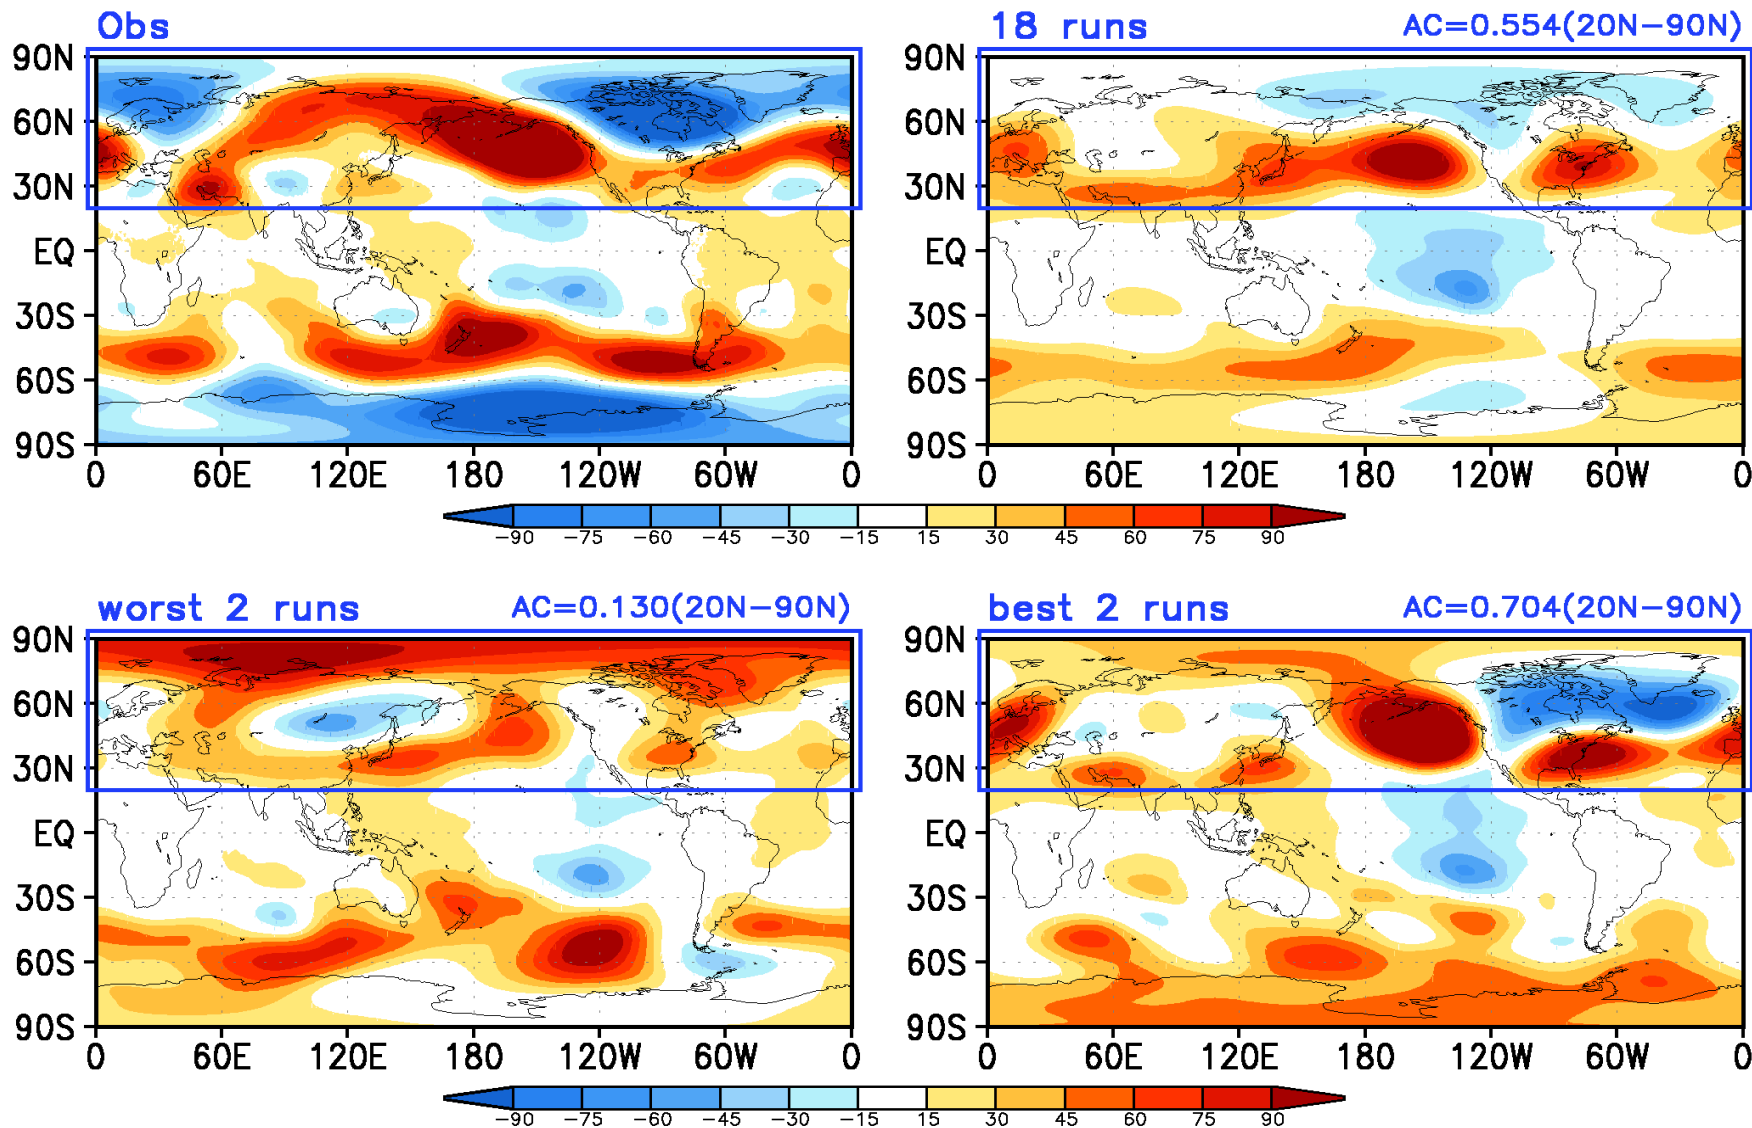 Obs
18 runs AC=0.554(20N−90N)
90N 90N
60N 60N
30N 30N
EQ EQ
30S 30S
60S 60S
90S 90S
0 60E 120E 180 120W 60W 0 0 60E 120E 180 120W 60W 0
−90 −75 −60 −45 −30 −15 15 30 45 60 75 90
worst 2 runs AC=0.130(20N−90N) best 2 runs AC=0.704(20N−90N)
90N 90N
60N 60N
30N 30N
EQ EQ
30S 30S
60S 60S
90S 90S
0 60E 120E 180 120W 60W 0 0 60E 120E 180 120W 60W 0
−90 −75 −60 −45 −30 −15 15 30 45 60 75 90